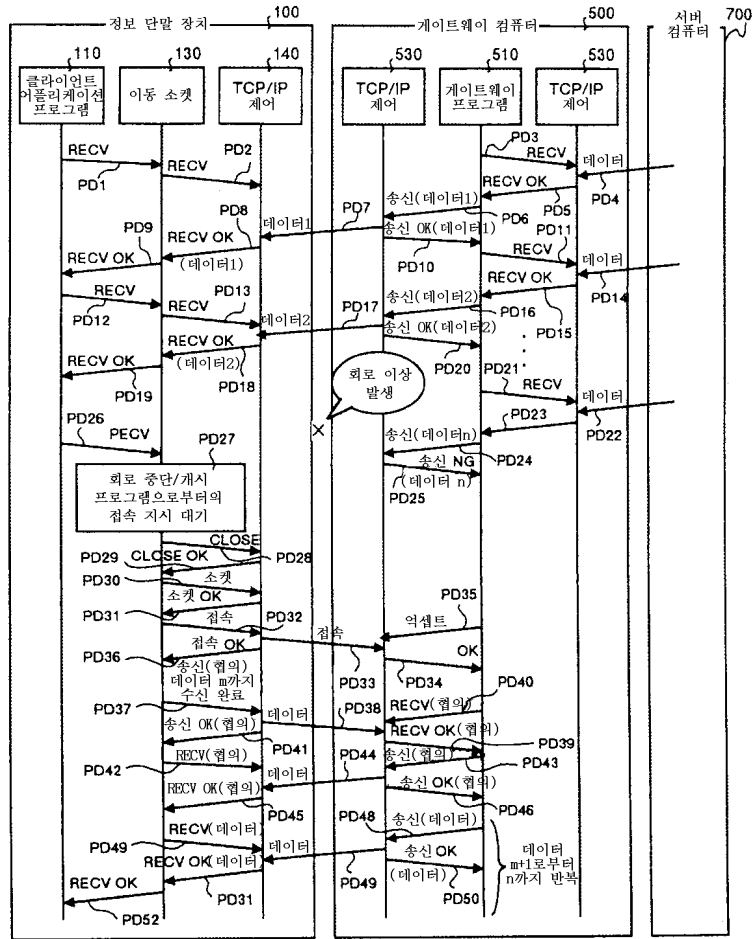 정보 단말 장치
100
게이트웨이 컴퓨터
500
서버
컴퓨터
700
110
130
140
530
510
530
클라이언트
어플리케이션
프로그램
이동 소켓
TCP/IP
제어
TCP/IP
제어
게이트웨이
프로그램
TCP/IP
제어
RECV
PD1
RECV
PD2
PD3
RECV
데이터
PD4
RECV OK
PD5
송신(데이터1)
PD6
PD7
데이터1
PD8
RECV OK
(데이터1)
PD9
RECV OK
송신 OK(데이터1)
PD10
RECV
PD11
데이터
PD14
RECV
PD12
RECV
PD13
RECV OK
PD15
송신(데이터2)
PD16
PD17
데이터2
송신 OK(데이터2)
PD20
RECV OK
(데이터2)
PD18
RECV OK
PD19
회로 이상
발생
PD21
RECV
데이터
PD22
PD23
송신(데이터n)
PD24
송신 NG
(데이터 n)
PD25
PD26
PECV
PD27
회로 중단/개시
프로그램으로부터의
접속 지시 대기
CLOSE
PD28
PD29
CLOSE OK
PD30
소켓
소켓 OK
PD31
접속
PD32
PD35
억셉트
접속
PD33
OK
PD34
접속 OK
PD36
송신(협의)
데이터 m까지
수신 완료
PD37
데이터
PD38
PD40
RECV(협의)
RECV OK(협의)
PD39
송신 OK(협의)
PD41
RECV(협의)
PD42
송신(협의)
PD43
PD44
데이터
RECV OK(협의)
PD45
송신 OK(협의)
PD46
PD48
송신(데이터)
RECV(데이터)
PD49
데이터
PD49
RECV OK(데이터)
PD31
송신 OK
(데이터)
PD50
데이터
m+1로부터
n까지 반복
RECV OK
PD52